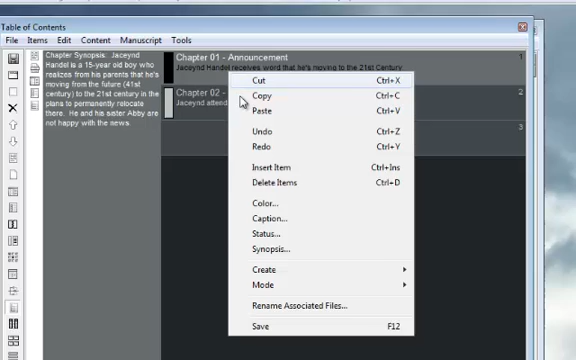 Table of Contents
File Items Edit Content Manuscript Tools
Chapter Synopsis: Jaceynd
Handel is a 15-year old boy who
realizes from his parents that he's
moving from the future (41st
century) to the 21st Century in the
plans to permanently relocate
there. He and his sister Abby are
not happy with the news.
Chapter 01 - Announcement 1
Jaceynd Handel receives word that he's moving to the 21st Century
Chapter 02 - 2
Jaceynd attend
3
Cut Ctrl+X
Copy Ctrl+C
Paste Ctrl+V
Undo Ctrl+Z
Redo Ctrl+Y
Insert Item Ctrl+Ins
Delete Items Ctrl+D
Color...
Caption...
Status...
Synopsis...
Create
Mode
Rename Associated Files...
Save F12